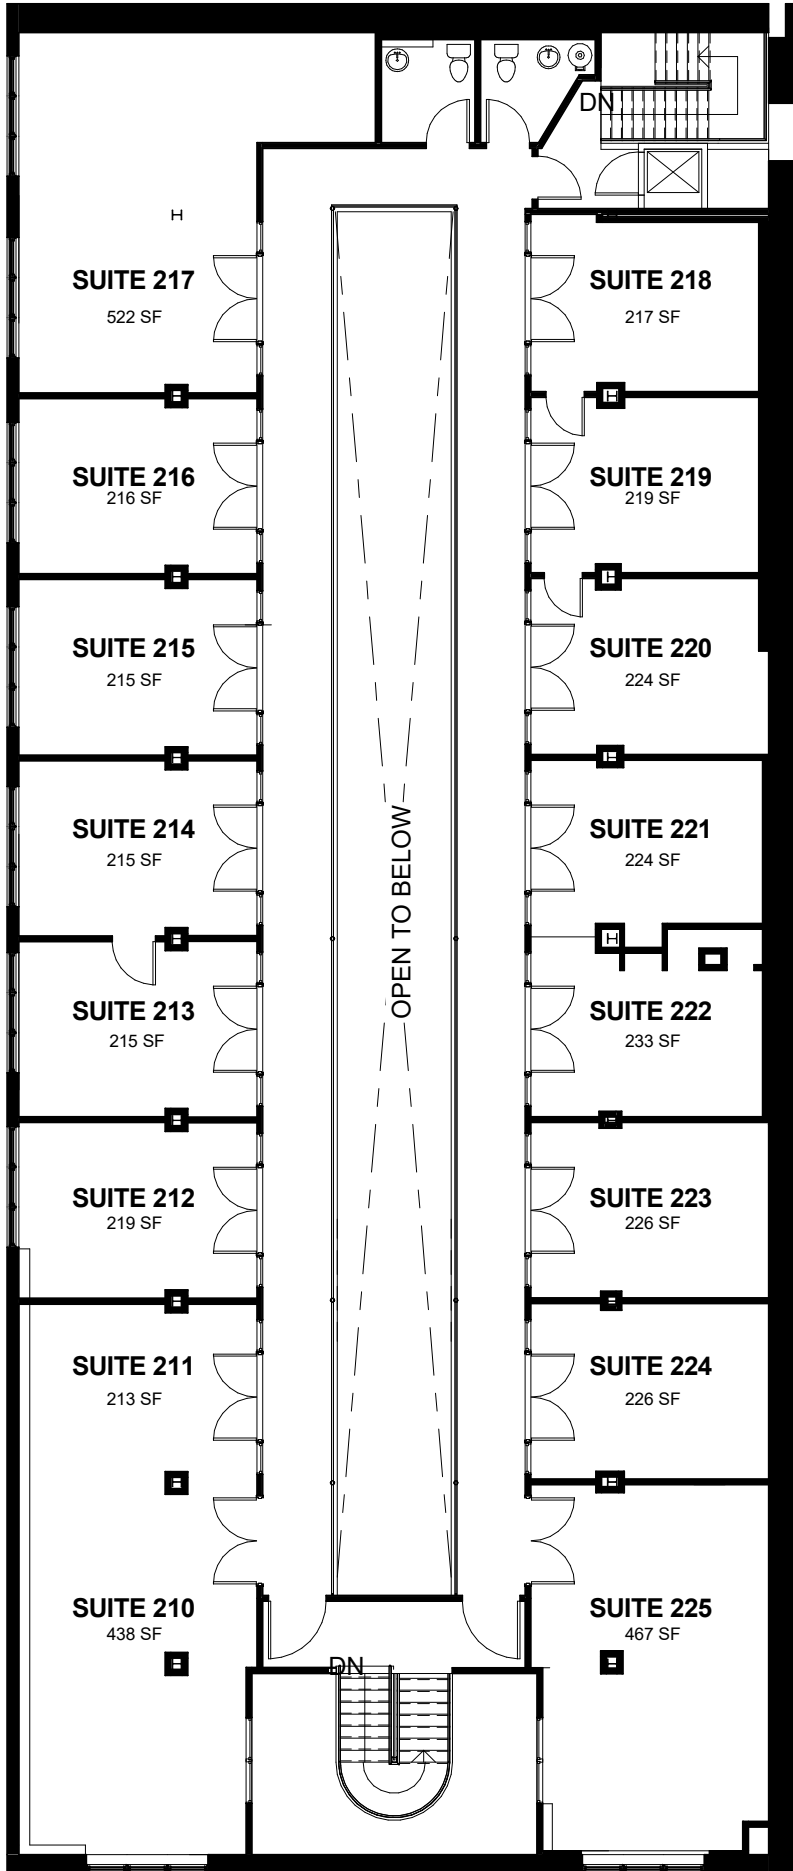 DN
SUITE 217
522 SF
SUITE 218
217 SF
SUITE 216
216 SF
SUITE 219
219 SF
SUITE 215
215 SF
SUITE 220
224 SF
SUITE 214
215 SF
SUITE 221
224 SF
OPEN TO BELOW
SUITE 213
215 SF
SUITE 222
233 SF
SUITE 212
219 SF
SUITE 223
226 SF
SUITE 211
213 SF
SUITE 224
226 SF
SUITE 210
438 SF
SUITE 225
467 SF
DN